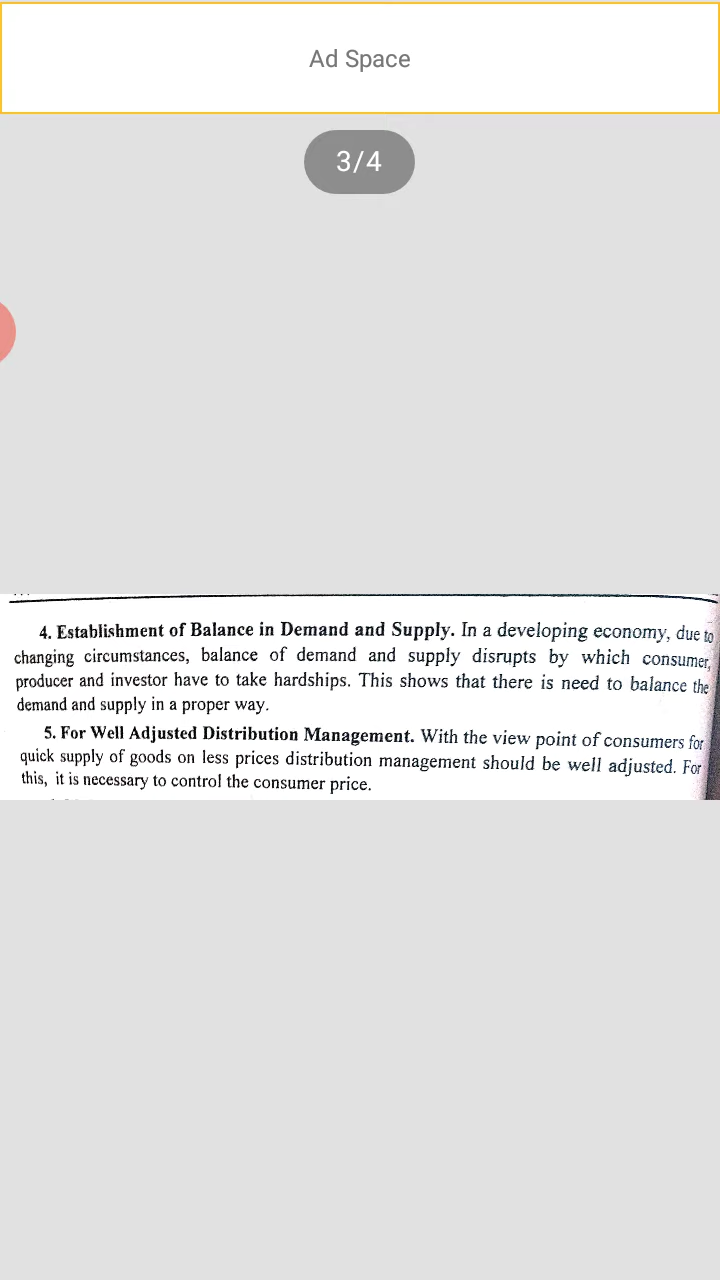 Ad Space
3/4
4. Establishment of Balance in Demand and Supply. In a developing economy, due to
changing circumstances, balance of demand and supply disrupts by which consumer,
producer and investor have to take hardships. This shows that there is need to balance the
demand and supply in a proper way.
5. For Well Adjusted Distribution Management. With the view point of consumers for
quick supply of goods on less prices distribution management should be well adjusted. For
this, it is necessary to control the consumer price.